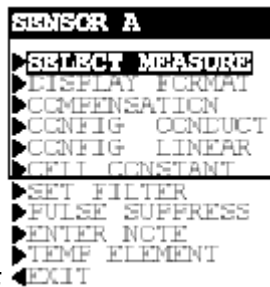 SENSOR A
SELECT MEASURE
DISPLAY FORMAT
COMPENSATION
CONFIG CONDUCT
CONFIG LINEAR
CELL CONSTANT
SET FILTER
PULSE SUPPRESS
ENTER NOTE
TEMP ELEMENT
EXIT